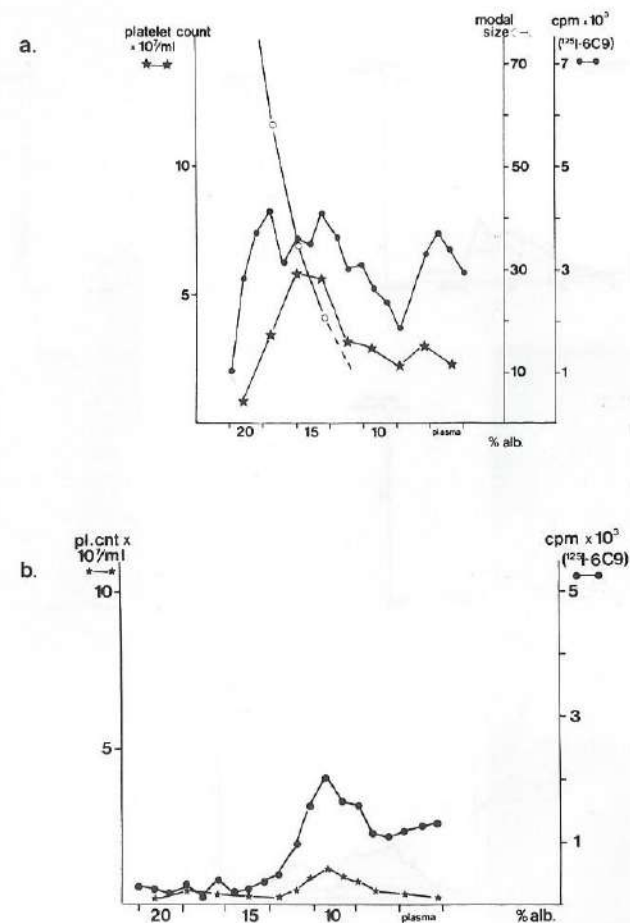 a.
platelet count
× 10⁷/ml
★—★
modal
size
cpm × 10³
(¹²⁵I-6C9)
●—●
10
5
70
50
30
10
7
5
3
1
20 15 10 plasma
% alb.
b.
pl.cnt x
10⁷/ml
★—★
cpm x 10³
(¹²⁵I-6C9)
●—●
10
5
5
3
1
20 15 10 plasma % alb.